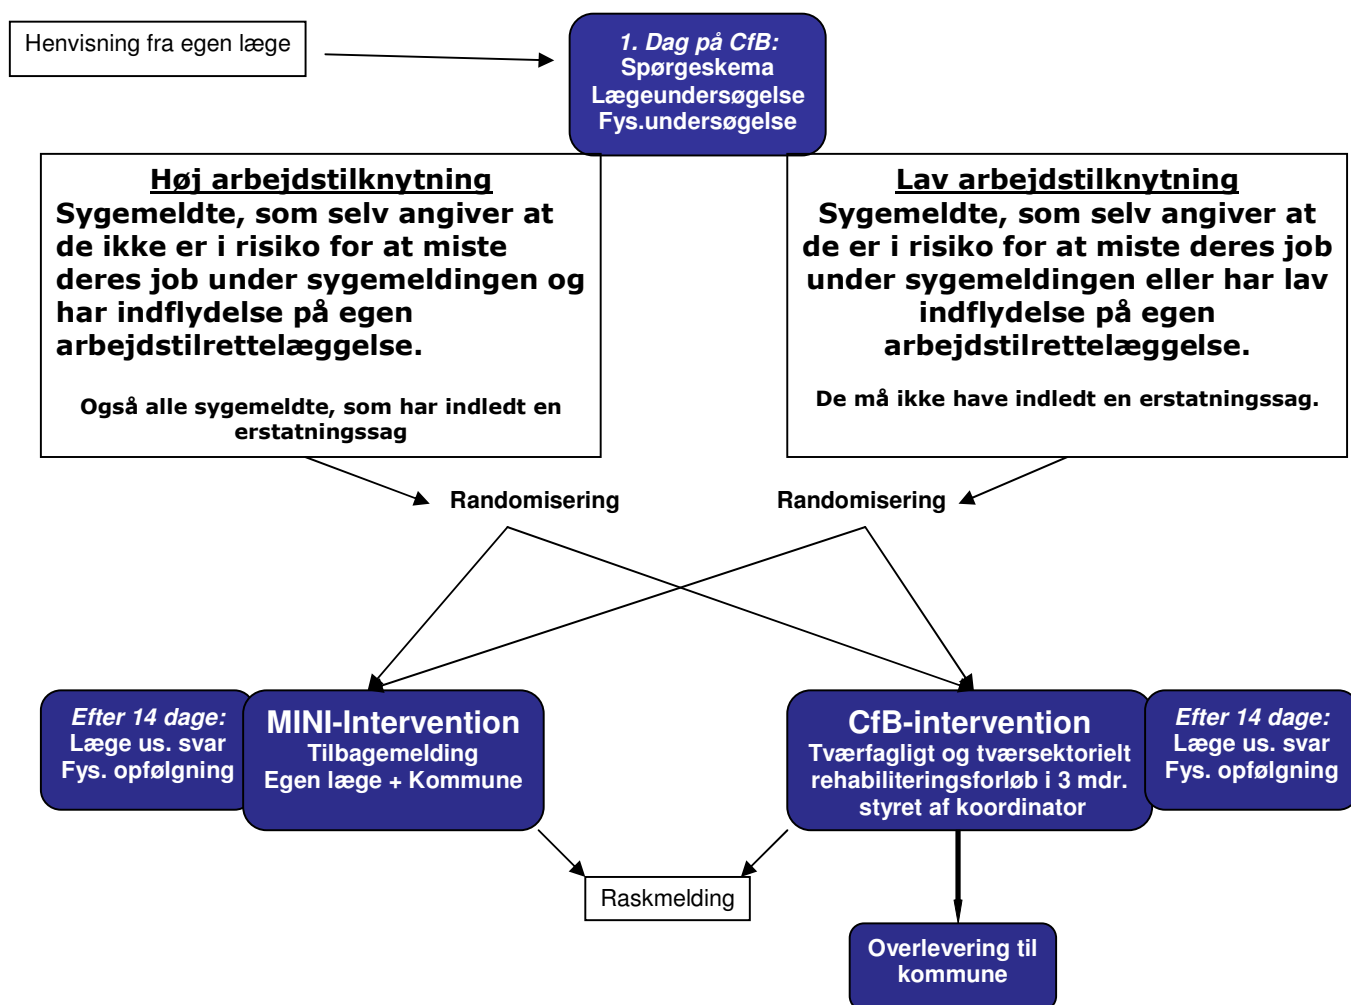 Henvisning fra egen læge
1. Dag på CfB:
Spørgeskema
Lægeundersøgelse
Fys.undersøgelse
Høj arbejdstilknytning
Sygemeldte, som selv angiver at
de ikke er i risiko for at miste
deres job under sygemeldingen og
har indflydelse på egen
arbejdstilrettelæggelse.
Også alle sygemeldte, som har indledt en
erstatningssag
Lav arbejdstilknytning
Sygemeldte, som selv angiver at
de er i risiko for at miste deres job
under sygemeldingen eller har lav
indflydelse på egen
arbejdstilrettelæggelse.
De må ikke have indledt en erstatningssag.
Randomisering
Randomisering
Efter 14 dage:
Læge us. svar
Fys. opfølgning
MINI-Intervention
Tilbagemelding
Egen læge + Kommune
CfB-intervention
Tværfagligt og tværsektorielt
rehabiliteringsforløb i 3 mdr.
styret af koordinator
Efter 14 dage:
Læge us. svar
Fys. opfølgning
Raskmelding
Overlevering til
kommune